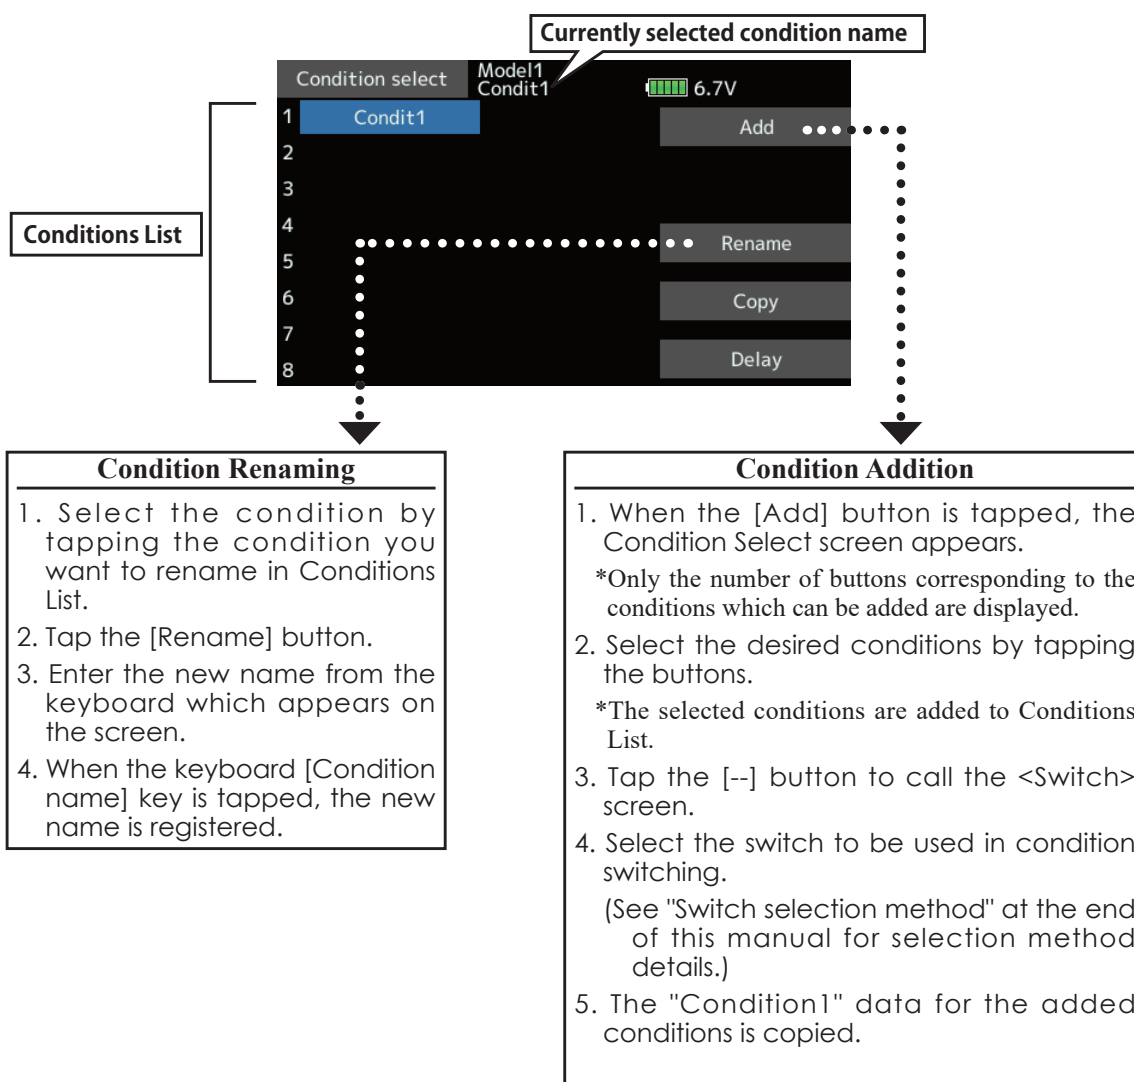 Currently selected condition name
Condition select
Model1
Condit1
6.7V
1 Condit1
Add
2
3
Conditions List
4
Rename
5
6
Copy
7
Delay
8
Condition Renaming
1. Select the condition by
tapping the condition you
want to rename in Conditions
List.
2. Tap the [Rename] button.
3. Enter the new name from the
keyboard which appears on
the screen.
4. When the keyboard [Condition
name] key is tapped, the new
name is registered.
Condition Addition
1. When the [Add] button is tapped, the
Condition Select screen appears.
*Only the number of buttons corresponding to the
conditions which can be added are displayed.
2. Select the desired conditions by tapping
the buttons.
*The selected conditions are added to Conditions
List.
3. Tap the [--] button to call the <Switch>
screen.
4. Select the switch to be used in condition
switching.
(See "Switch selection method" at the end
of this manual for selection method
details.)
5. The "Condition1" data for the added
conditions is copied.